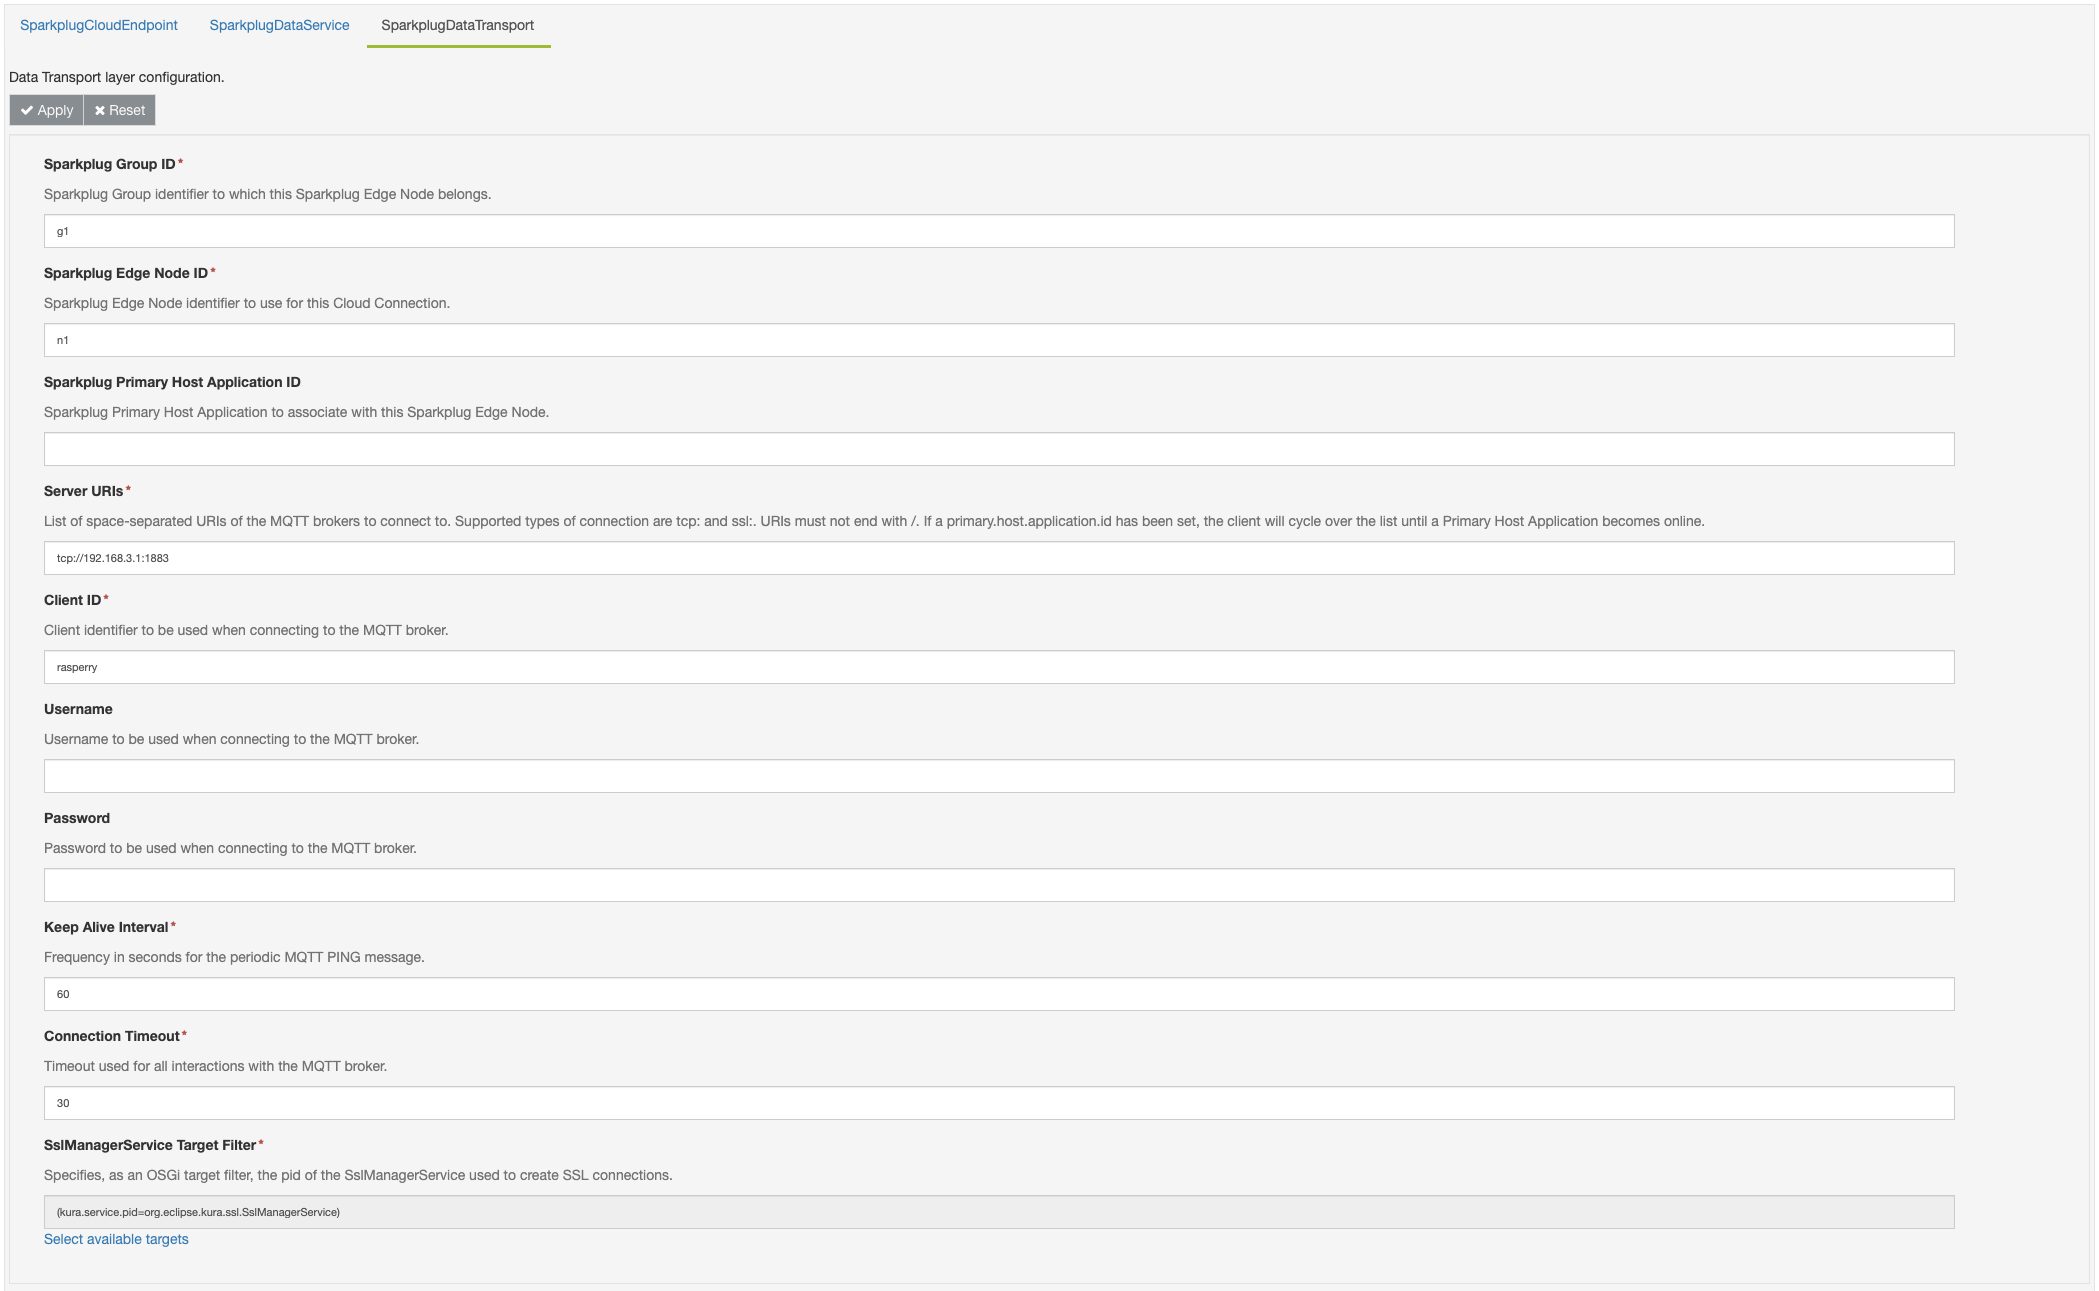 SparkplugCloudEndpoint SparkplugDataService SparkplugDataTransport
Data Transport layer configuration.
Apply Reset
Sparkplug Group ID*
Sparkplug Group identifier to which this Sparkplug Edge Node belongs.
g1
Sparkplug Edge Node ID*
Sparkplug Edge Node identifier to use for this Cloud Connection.
n1
Sparkplug Primary Host Application ID
Sparkplug Primary Host Application to associate with this Sparkplug Edge Node.
Server URIs*
List of space-separated URIs of the MQTT brokers to connect to. Supported types of connection are tcp: and ssl:. URIs must not end with /. If a primary.host.application.id has been set, the client will cycle over the list until a Primary Host Application becomes online.
tcp://192.168.3.1:1883
Client ID*
Client identifier to be used when connecting to the MQTT broker.
rasperry
Username
Username to be used when connecting to the MQTT broker.
Password
Password to be used when connecting to the MQTT broker.
Keep Alive Interval*
Frequency in seconds for the periodic MQTT PING message.
60
Connection Timeout*
Timeout used for all interactions with the MQTT broker.
30
SslManagerService Target Filter*
Specifies, as an OSGi target filter, the pid of the SslManagerService used to create SSL connections.
(kura.service.pid=org.eclipse.kura.ssl.SslManagerService)
Select available targets